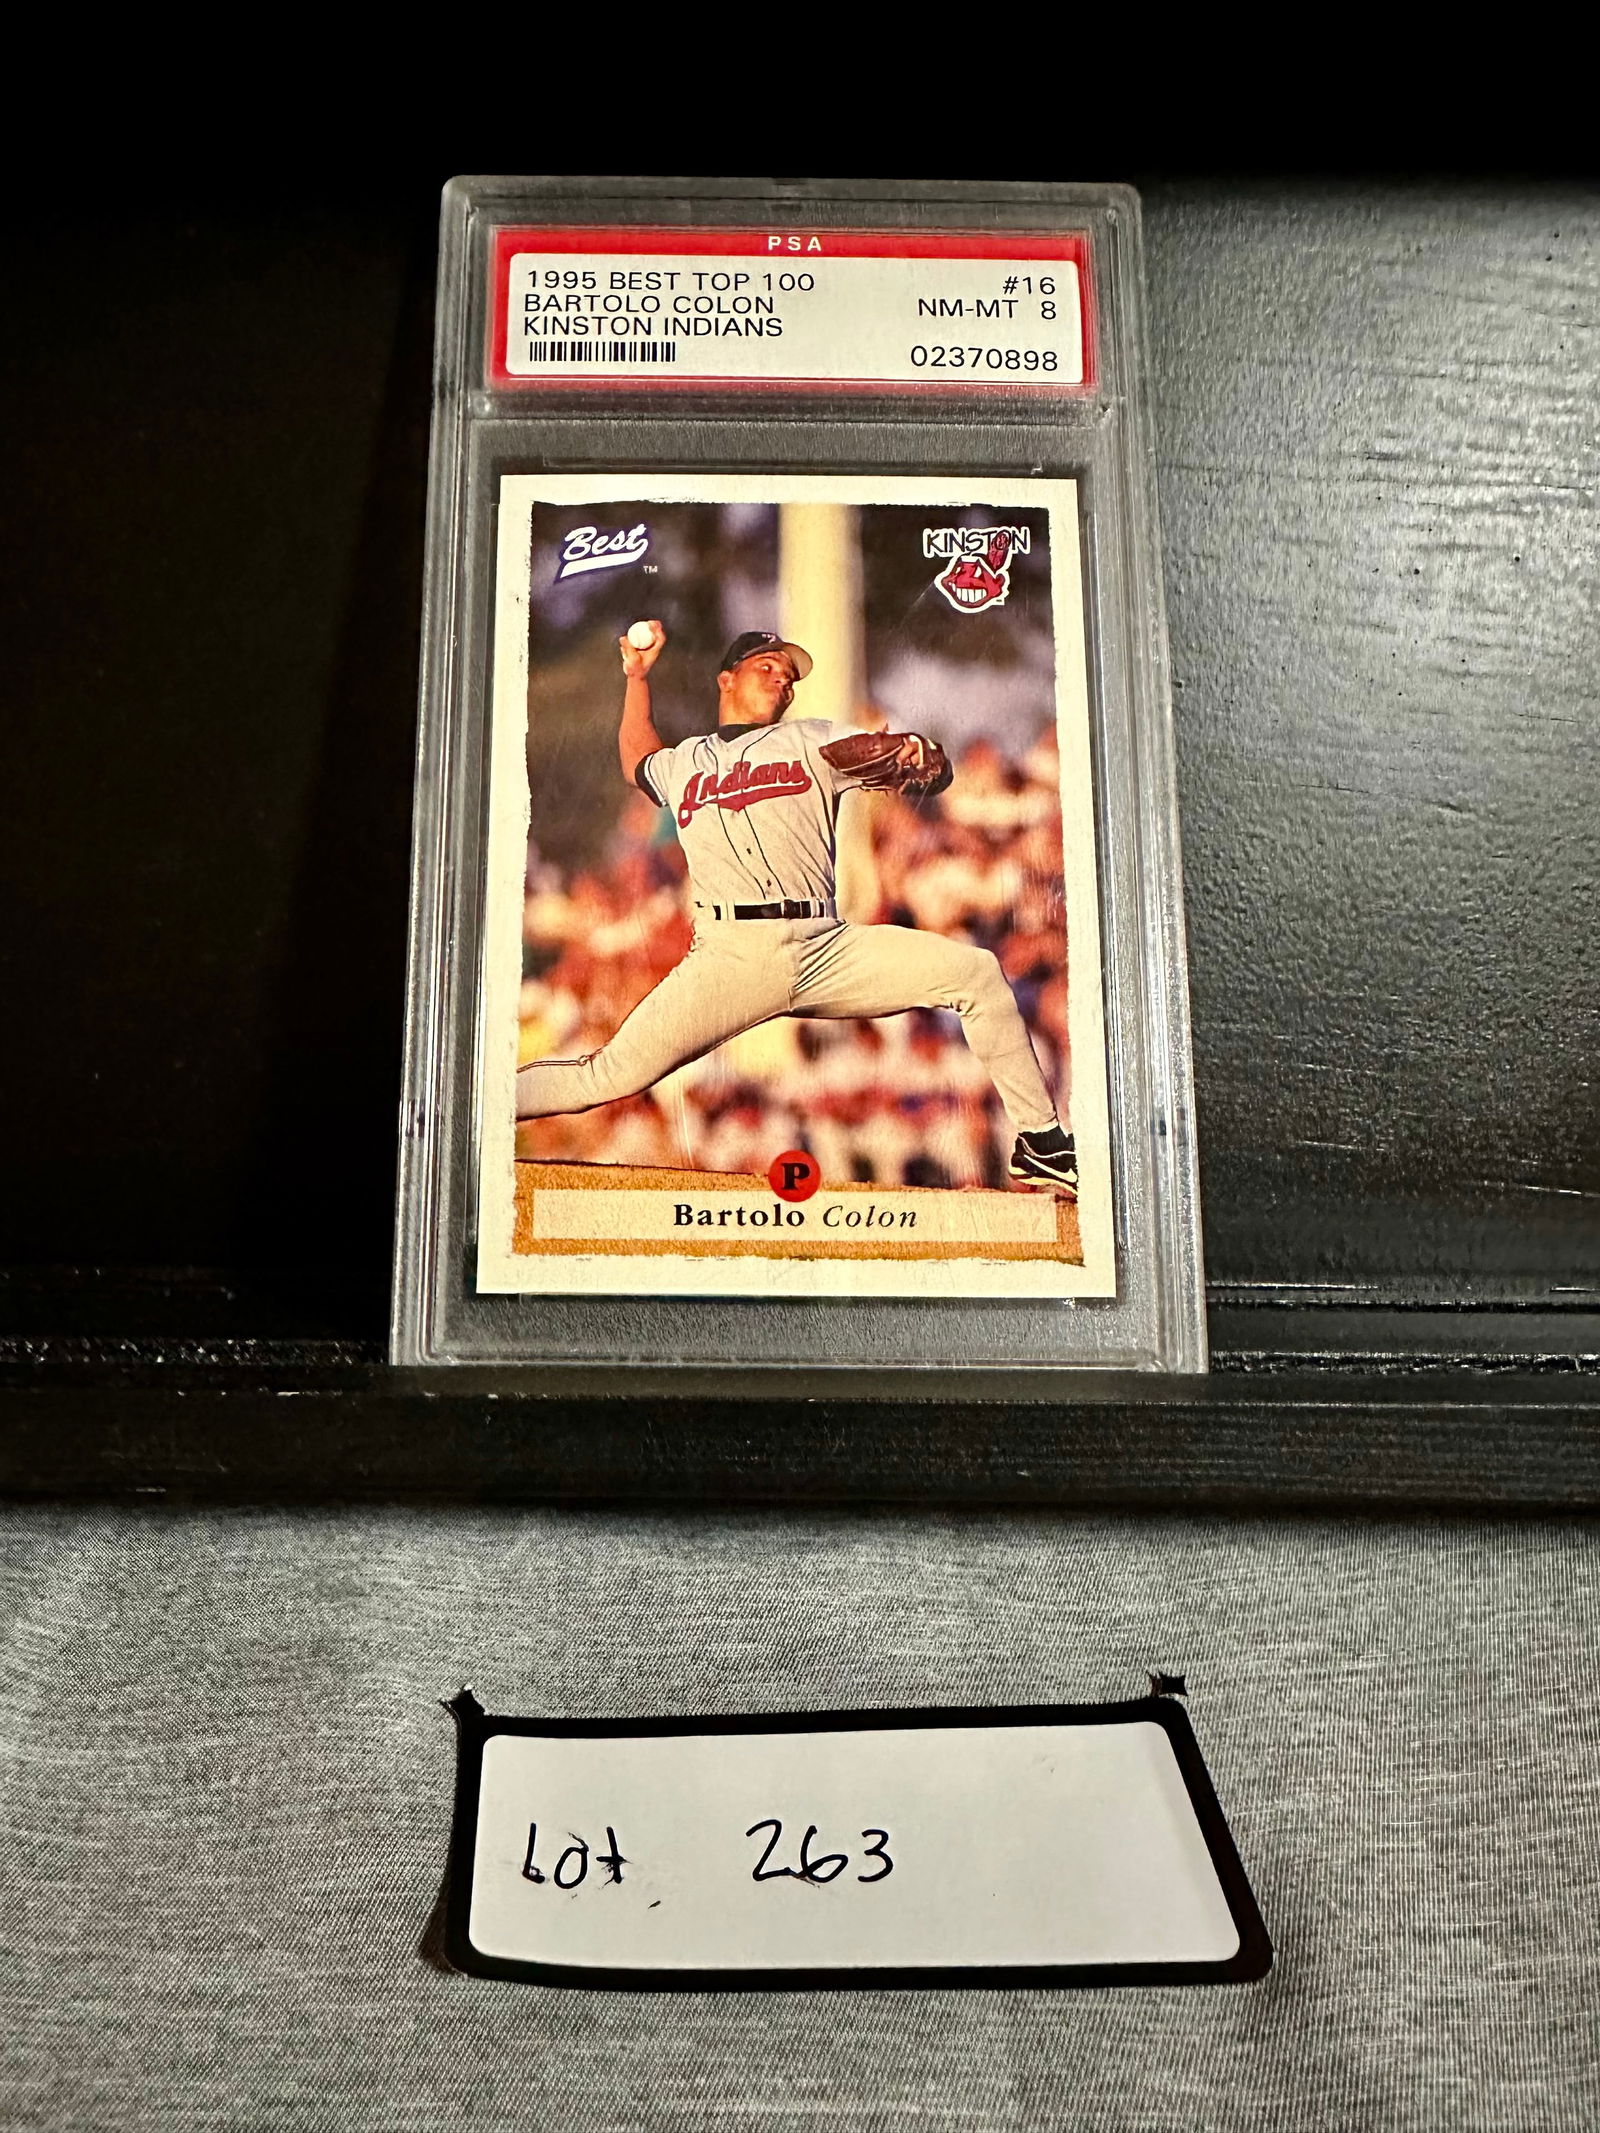 PSA
1995 BEST TOP 100 #16
BARTOLO COLON NM-MT 8
KINSTON INDIANS
02370898
Best
TM
KINSTON
Indians
P
Bartolo Colon
Lot 263